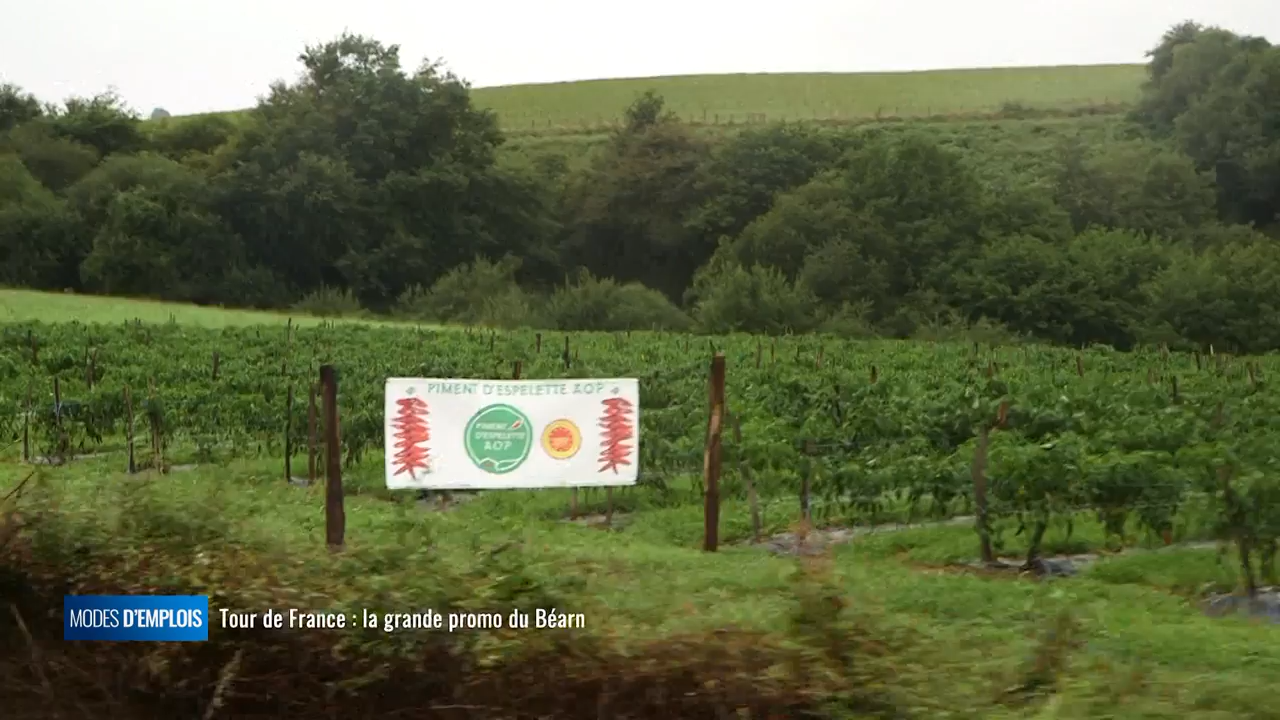 PIMENT D'ESPELETTE AOP
PIMENT
D'ESPELETTE
AOP
MODES D'EMPLOIS
Tour de France : la grande promo du Béarn